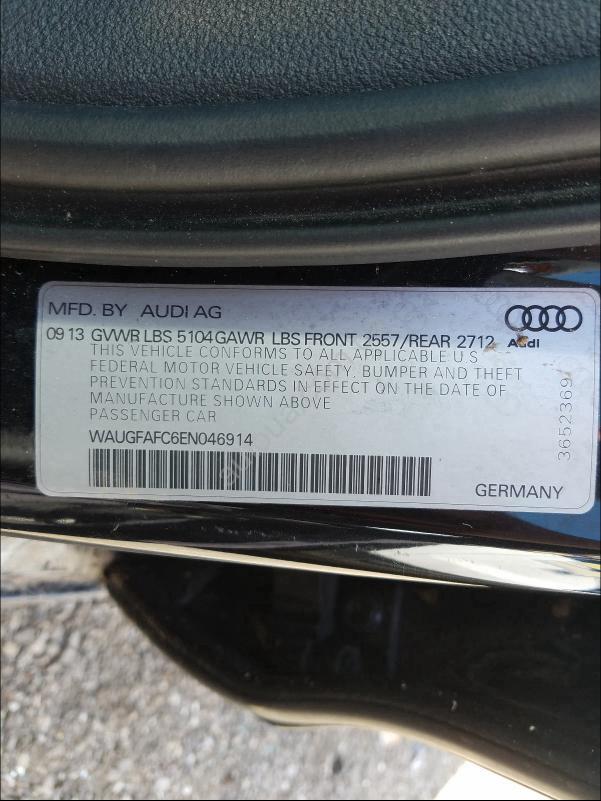 MFD. BY AUDI AG
Audi
09 13 GVWR LBS 5104 GAWR LBS FRONT 2557/REAR 2712
THIS VEHICLE CONFORMS TO ALL APPLICABLE U.S
FEDERAL MOTOR VEHICLE SAFETY, BUMPER AND THEFT
PREVENTION STANDARDS IN EFFECT ON THE DATE OF
MANUFACTURE SHOWN ABOVE
PASSENGER CAR
WAUGFAFC6EN046914
3652369
GERMANY